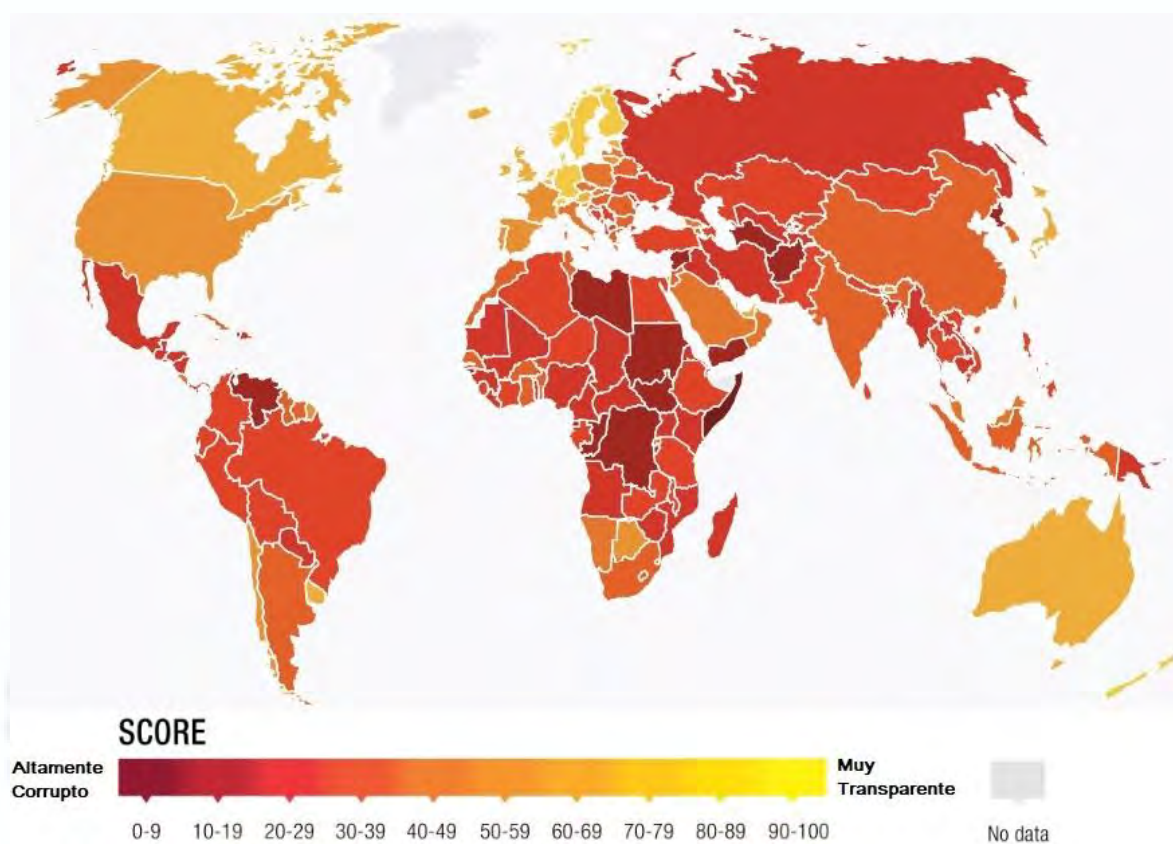 SCORE
Altamente
Corrupto
Muy
Transparente
0-9 10-19 20-29 30-39 40-49 50-59 60-69 70-79 80-89 90-100
No data